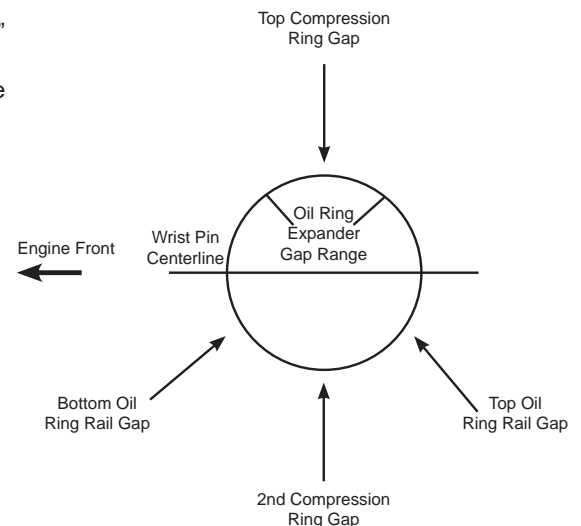 ”
e
Top Compression
Ring Gap
Oil Ring
Expander
Gap Range
Wrist Pin
Centerline
Engine Front
Bottom Oil
Ring Rail Gap
Top Oil
Ring Rail Gap
2nd Compression
Ring Gap